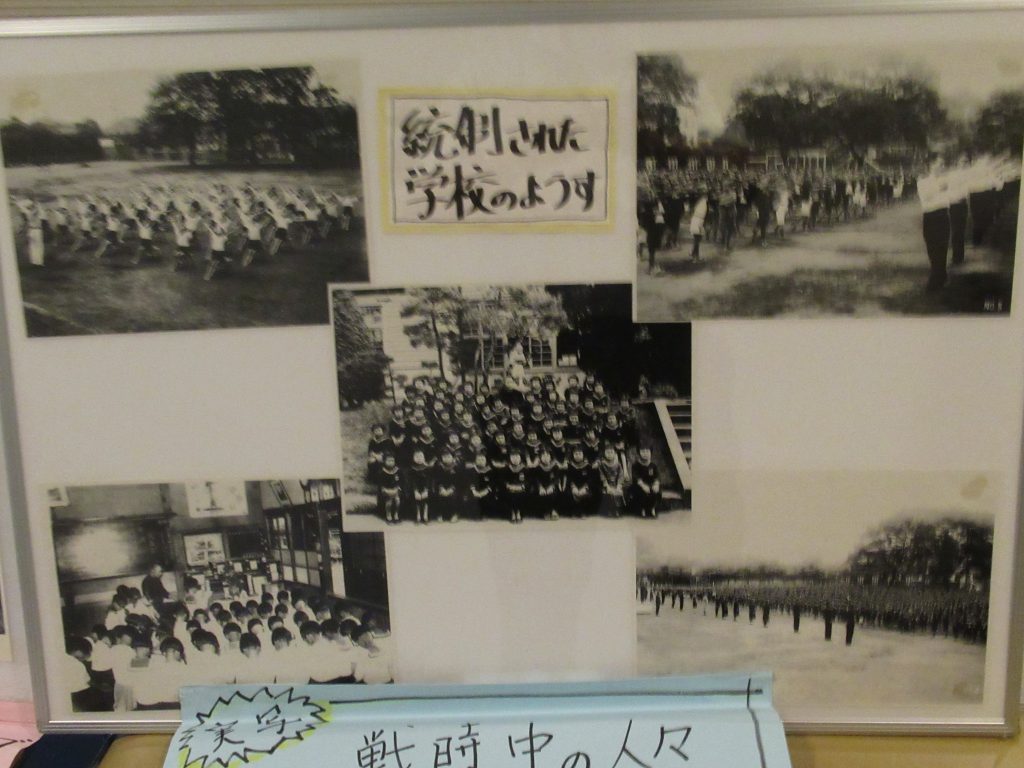 統制された
学校のようす
実写
戦時中の人々